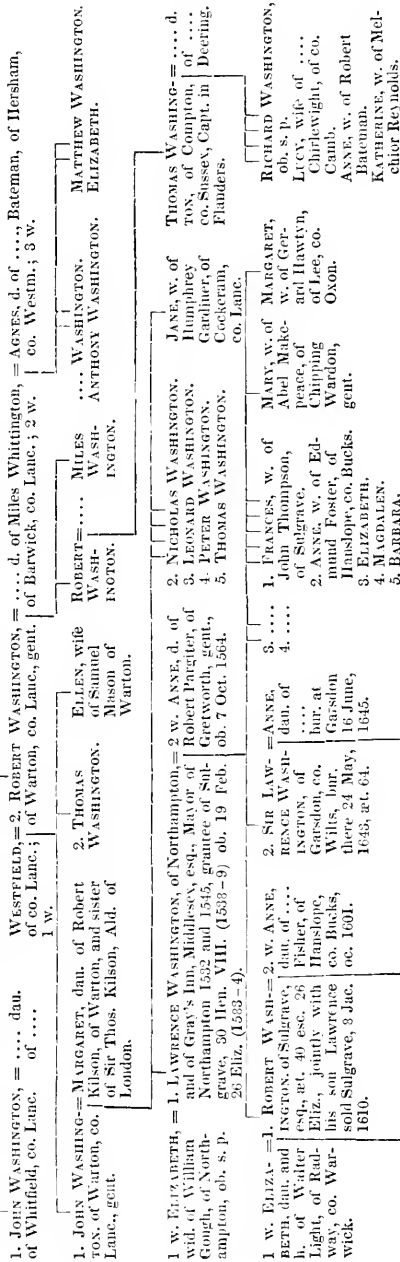 1. JOHN WASHINGTON, = .... dau.
of Whitfield, co. Lanc. of ....
WESTFIELD, = 2. ROBERT WASHINGTON, = .... d. of Miles Whittington, = AGNES, d. of ...., Bateman, of Hersham,
of co. Lanc.; of Warton, co. Lanc., gent. of Barwick, co. Lanc.; 2 w. co. Westm.; 3 w.
1 w.
1. JOHN WASHING- = MARGARET, dau. of Robert
TON, of Warton, co. Kilson, of Warton, and sister
Lanc., gent. of Sir Thos. Kilson, Ald. of
London.
2. THOMAS
WASHINGTON.
ELLEN, wife
of Samuel
Mason of
Warton.
ROBERT = ....
WASH-
INGTON.
MILES
WASH-
INGTON.
.... WASHINGTON.
ANTHONY WASHINGTON.
MATTHEW WASHINGTON.
ELIZABETH.
1 w. ELIZABETH, = 1. LAWRENCE WASHINGTON, of Northampton, = 2 w. ANNE, d. of
wid. of William and of Gray's Inn, Middlesex, esq., Mayor of Robert Pargiter, of
Gough, of North- Northampton 1532 and 1545, grantee of Sul- Gretworth, gent.,
ampton, ob. s. p. grave, 30 Hen. VIII. (1538-9) ob. 19 Feb. ob. 7 Oct. 1564.
26 Eliz. (1583-4).
2. NICHOLAS WASHINGTON.
3. LEONARD WASHINGTON.
4. PETER WASHINGTON.
5. THOMAS WASHINGTON.
JANE, w. of
Humphrey
Gardiner, of
Cockeram,
co. Lanc.
THOMAS WASHING- = .... d.
TON, of Compton, of ....
co. Sussex, Capt. in Deering.
Flanders.
1 w. ELIZA- = 1. ROBERT WASH- = 2. w. ANNE,
BETH, dau. and INGTON, of Sulgrave, dau. of ....
h. of Walter esq., æt. 40 esc. 26 Fisher, of
Light, of Rad- Eliz., jointly with Hanslope,
way, co. War- his son Lawrence co. Bucks,
wick. sold Sulgrave, 8 Jac. oc. 1601.
1610.
2. SIR LAW- = ANNE,
RENCE WASH- dau. of
INGTON, of ....
Garsdon, co. bur. at
Wilts, bur. Garsdon
there 24 May, 16 June,
1643, æt. 64. 1645.
3. ....
4. ....
1. FRANCES, w. of
John Thompson,
of Sulgrave.
2. ANNE, w. of Ed-
mund Foster, of
Hanslope, co. Bucks.
3. ELIZABETH.
4. MAGDALEN.
5. BARBARA.
MARY, w. of
Abel Make-
peace, of
Chipping
Wardon,
gent.
MARGARET,
w. of Ger-
ard Hawtyn,
of Lee, co.
Oxon.
RICHARD WASHINGTON,
ob. s. p.
LUCY, wife of ....
Chirlewight, of co.
Camb.
ANNE, w. of Robert
Bateman.
KATHERINE, w. of Mel-
chior Reynolds.